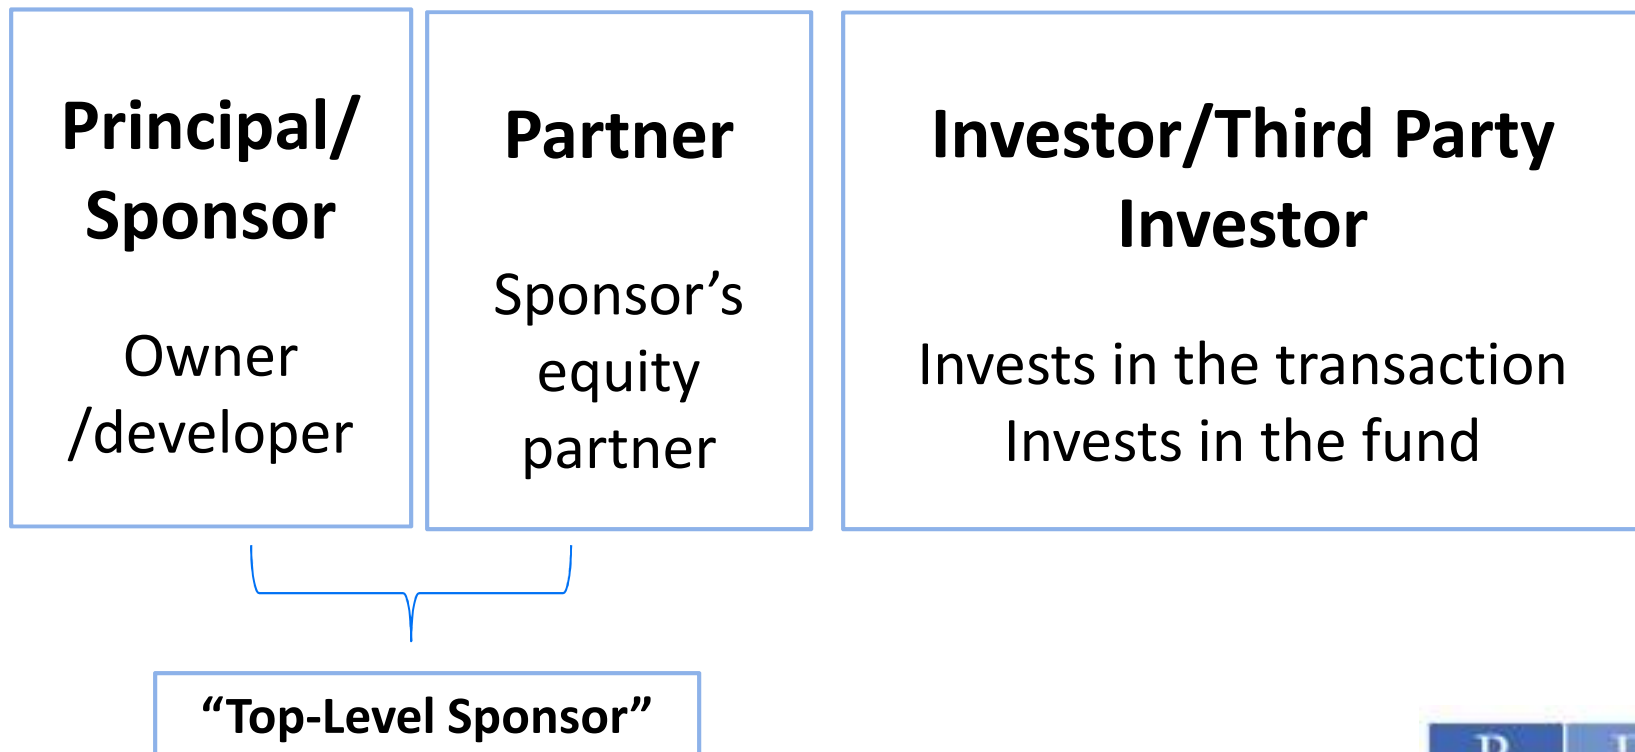 Principal/
Sponsor
Owner
/developer
Partner
Sponsor’s
equity
partner
Investor/Third Party
Investor
Invests in the transaction
Invests in the fund
“Top-Level Sponsor”